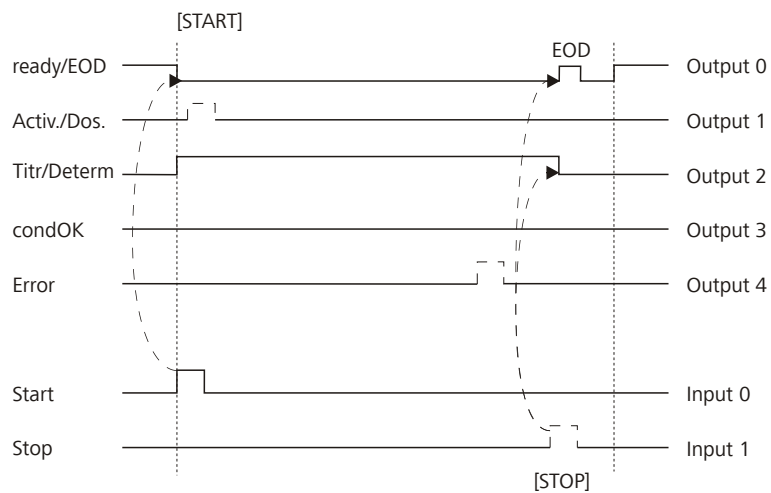 [START]
EOD
ready/EOD Output 0
Activ./Dos. Output 1
Titr/Determ Output 2
condOK Output 3
Error Output 4
Start Input 0
Stop Input 1
[STOP]